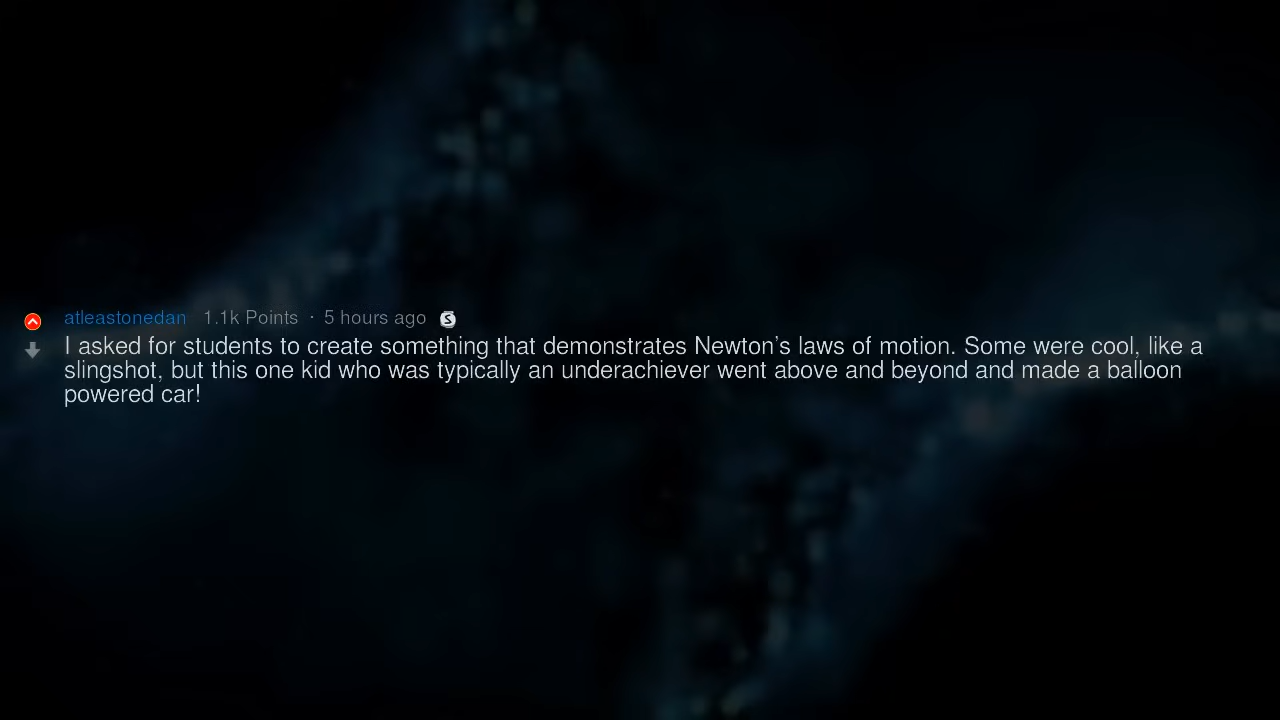 atleastonedan 1.1k Points · 5 hours ago S
I asked for students to create something that demonstrates Newton's laws of motion. Some were cool, like a
slingshot, but this one kid who was typically an underachiever went above and beyond and made a balloon
powered car!